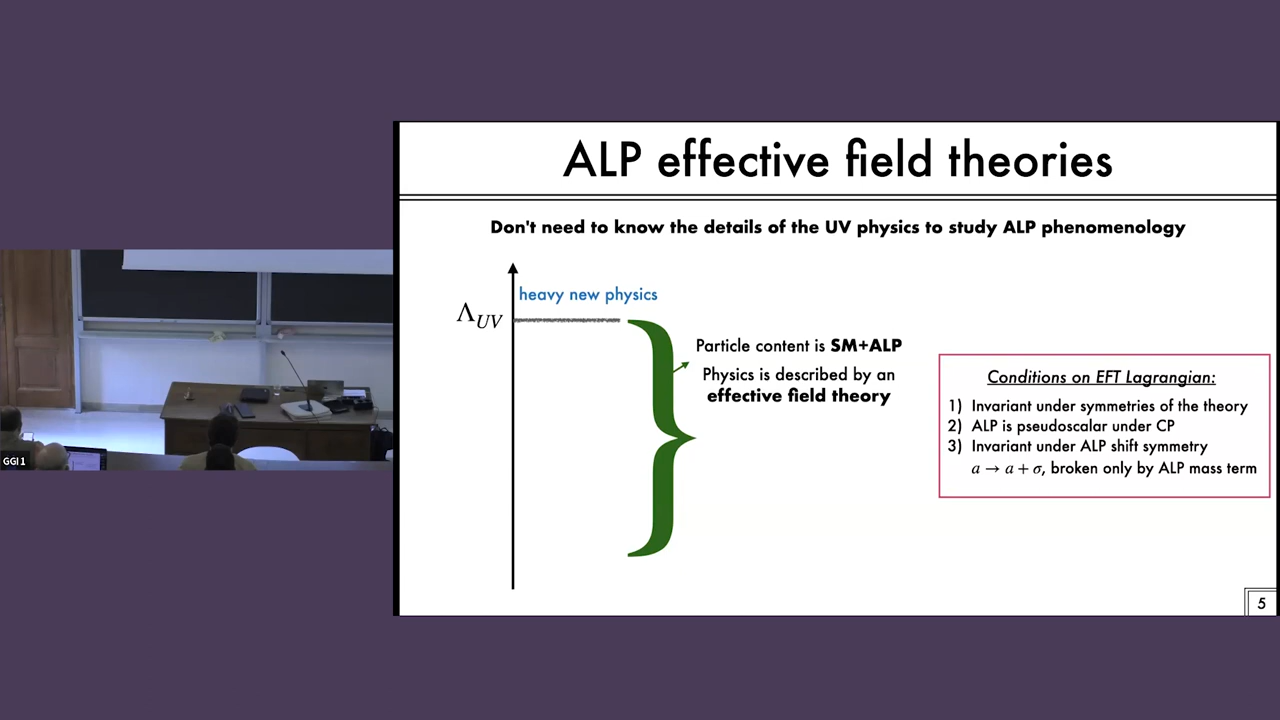 ALP effective field theories
Don't need to know the details of the UV physics to study ALP phenomenology
heavy new physics
Λ_UV
Particle content is SM+ALP
Physics is described by an
effective field theory
Conditions on EFT Lagrangian:
1) Invariant under symmetries of the theory
2) ALP is pseudoscalar under CP
3) Invariant under ALP shift symmetry
a → a + σ, broken only by ALP mass term
GGI 1
5